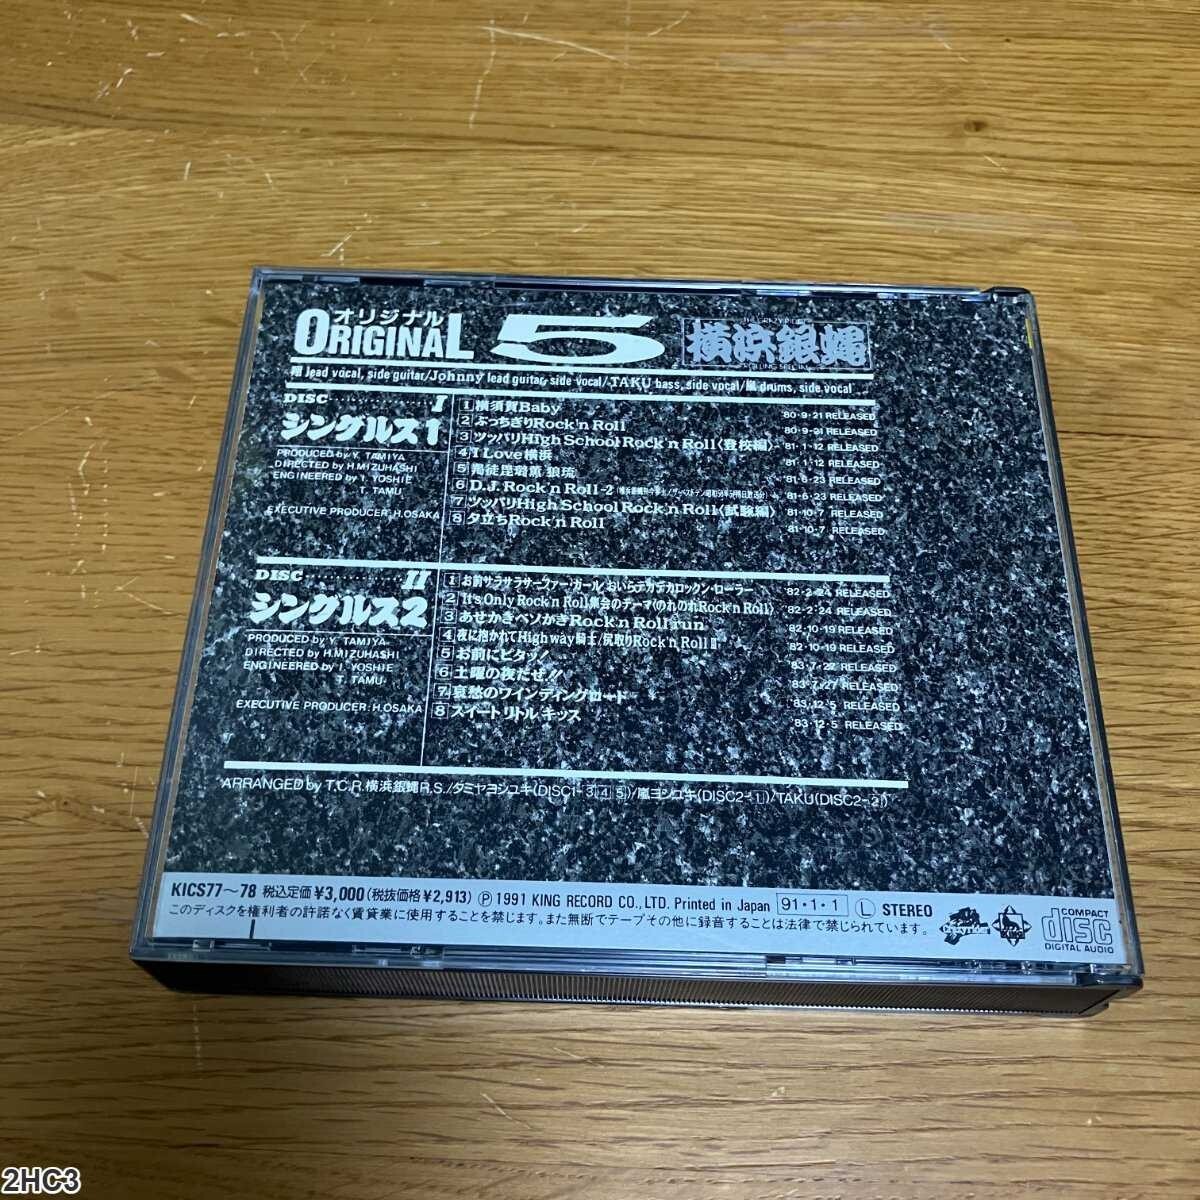 オリジナル
ORIGINAL 5 横浜銀蝿
翔 lead vocal, side guitar/Johnny lead guitar, side vocal/TAKU bass, side vocal/嵐 drums, side vocal
DISC············I
シングルス1
PRODUCED by Y. TAMIYA
DIRECTED by H.MIZUHASHI
ENGINEERED by T. YOSHIE
T. TAMU
EXECUTIVE PRODUCER H.OSAKA
1 横須賀Baby '80·9·21 RELEASED
2 ぶっちぎりRock'n Roll '80·9·21 RELEASED
3 ツッパリHigh School Rock'n Roll〈登校編〉 '81·1·12 RELEASED
4 I Love横浜 '81·1·12 RELEASED
5 羯徒毘璐薫 狼琉 '81·6·23 RELEASED
6 D.J. Rock'n Roll-2 '81·6·23 RELEASED
7 ツッパリHigh School Rock'n Roll〈試験編〉 '81·10·7 RELEASED
8 夕立ちRock'n Roll '81·10·7 RELEASED
DISC············II
シングルス2
PRODUCED by Y. TAMIYA
DIRECTED by H.MIZUHASHI
ENGINEERED by T. YOSHIE
T. TAMU
EXECUTIVE PRODUCER H.OSAKA
1 お前サラサラサーファー・ガール おいらテカテカロックン・ローラー '82·2·24 RELEASED
2 It's Only Rock'n Roll集会のテーマ〈のれのれRock'n Roll〉 '82·2·24 RELEASED
3 あせかきベソかきRock'n Roll run '82·10·19 RELEASED
4 夜に抱かれてHighway騎士/尻取りRock'n Roll II '82·10·19 RELEASED
5 お前にピタッ! '83·7·27 RELEASED
6 土曜の夜だぜ!! '83·7·27 RELEASED
7 哀愁のワインディングロード '83·12·5 RELEASED
8 スイート リトル キッス '83·12·5 RELEASED
ARRANGED by T.C.R.横浜銀蝿R.S./タミヤヨシユキ(DISC1-3 4 5)/嵐ヨシユキ(DISC2-1)/TAKU(DISC2-2)
KICS77〜78 税込定価¥3,000(税抜価格¥2,913) Ⓟ 1991 KING RECORD CO., LTD. Printed in Japan 91·1·1 Ⓛ STEREO
このディスクを権利者の許諾なく賃貸業に使用することを禁じます。また無断でテープその他に録音することは法律で禁じられています。
COMPACT
disc
DIGITAL AUDIO
2HC3